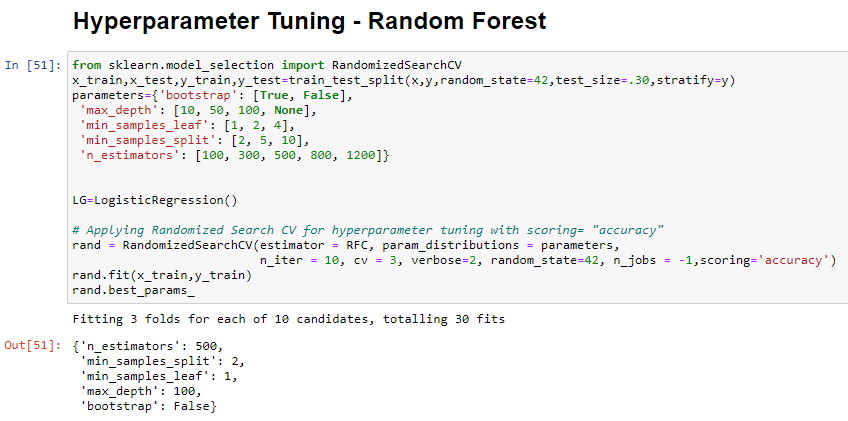 Hyperparameter Tuning - Random Forest
In [51]: from sklearn.model_selection import RandomizedSearchCV
x_train,x_test,y_train,y_test=train_test_split(x,y,random_state=42,test_size=.30,stratify=y)
parameters={'bootstrap': [True, False],
 'max_depth': [10, 50, 100, None],
 'min_samples_leaf': [1, 2, 4],
 'min_samples_split': [2, 5, 10],
 'n_estimators': [100, 300, 500, 800, 1200]}
LG=LogisticRegression()
# Applying Randomized Search CV for hyperparameter tuning with scoring= "accuracy"
rand = RandomizedSearchCV(estimator = RFC, param_distributions = parameters,
                         n_iter = 10, cv = 3, verbose=2, random_state=42, n_jobs = -1,scoring='accuracy')
rand.fit(x_train,y_train)
rand.best_params_
Fitting 3 folds for each of 10 candidates, totalling 30 fits
Out[51]: {'n_estimators': 500,
 'min_samples_split': 2,
 'min_samples_leaf': 1,
 'max_depth': 100,
 'bootstrap': False}